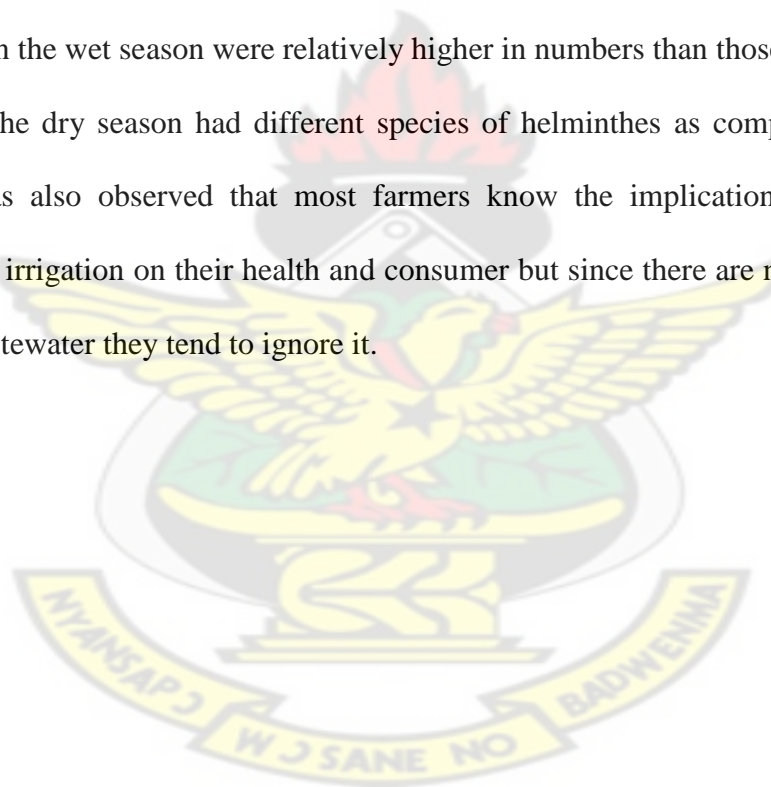 the wet season were relatively higher in numbers than those
he dry season had different species of helminthes as comp
s also observed that most farmers know the implication
irrigation on their health and consumer but since there are
tewater they tend to ignore it.
NYANSAPƆ WƆSANE NO BADWENMA